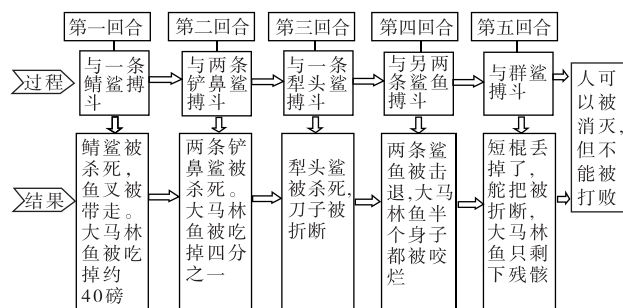 第一回合
第二回合
第三回合
第四回合
第五回合
过程
与一条
鲭鲨搏
斗
与两条
铲鼻鲨
搏斗
与一条
犁头鲨
搏斗
与另两
条鲨鱼
搏斗
与群鲨
搏斗
人可
以被
消灭,
但不
能被
打败
结果
鲭鲨被
杀死,
鱼叉被
带走。
大马林
鱼被吃
掉约
40磅
两条铲
鼻鲨被
杀死。
大马林
鱼被吃
掉四分
之一
犁头鲨
被杀死,
刀子被
折断
两条鲨
鱼被击
退,大马
林鱼半
个身子
都被咬
烂
短棍丢
掉了,
舵把被
折断,
大马林
鱼只剩
下残骸